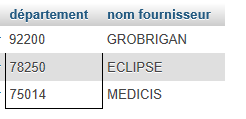 département nom fournisseur
92200 GROBRIGAN
78250 ECLIPSE
75014 MEDICIS